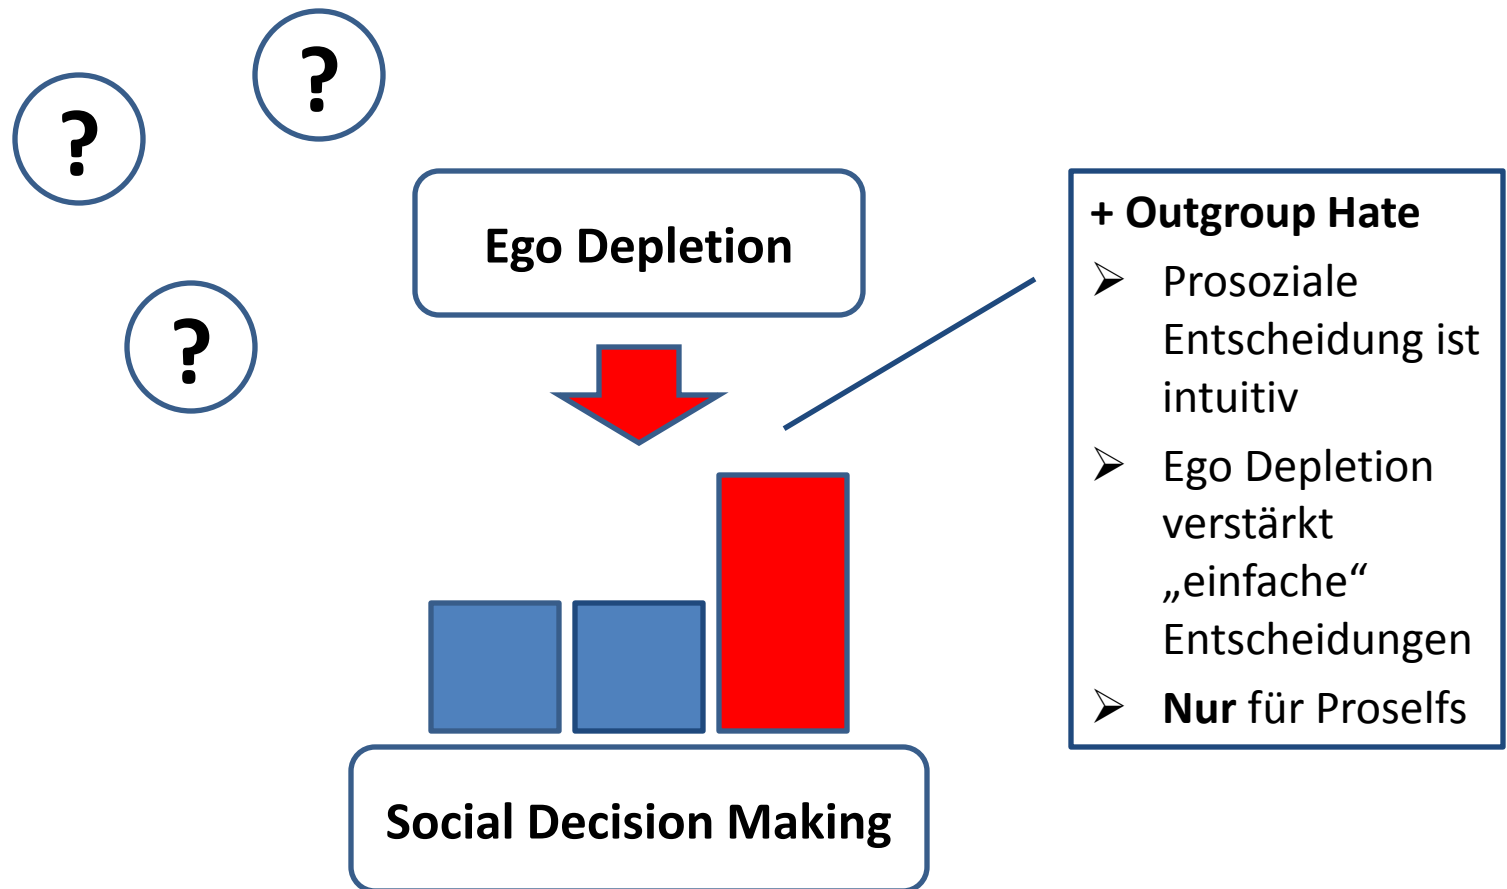 ?
?
?
Ego Depletion
+ Outgroup Hate
➢ Prosoziale
Entscheidung ist
intuitiv
➢ Ego Depletion
verstärkt
„einfache“
Entscheidungen
➢ Nur für Proselfs
Social Decision Making